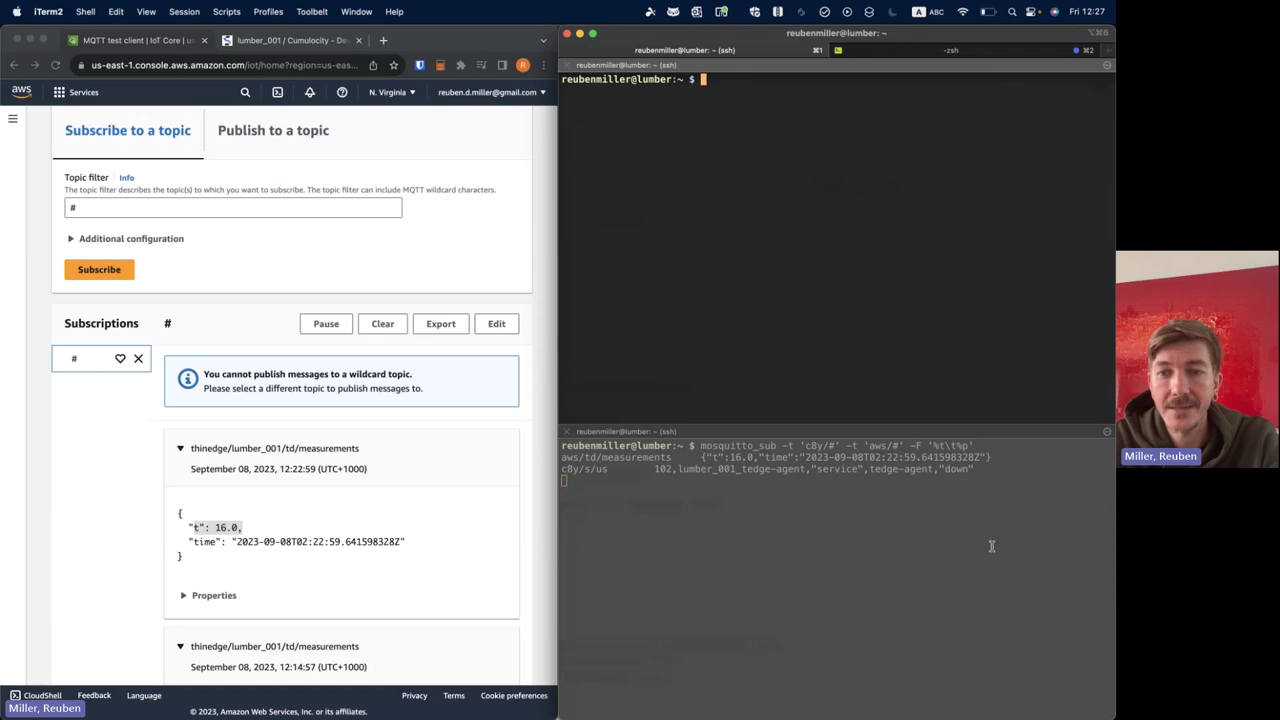 iTerm2 Shell Edit View Session Scripts Profiles Toolbelt Window Help
ABC Fri 12:27
MQTT test client | IoT Core | us
lumber_001 / Cumulocity - De
us-east-1.console.aws.amazon.com/iot/home?region=us-eas...
aws Services N. Virginia reuben.d.miller@gmail.com
Subscribe to a topic Publish to a topic
Topic filter Info
The topic filter describes the topic(s) to which you want to subscribe. The topic filter can include MQTT wildcard characters.
#
Additional configuration
Subscribe
Subscriptions # Pause Clear Export Edit
#
You cannot publish messages to a wildcard topic.
Please select a different topic to publish messages to.
thinedge/lumber_001/td/measurements
September 08, 2023, 12:22:59 (UTC+1000)
{
"t": 16.0,
"time": "2023-09-08T02:22:59.641598328Z"
}
Properties
thinedge/lumber_001/td/measurements
September 08, 2023, 12:14:57 (UTC+1000)
CloudShell Feedback Language Privacy Terms Cookie preferences
© 2023, Amazon Web Services, Inc. or its affiliates.
Miller, Reuben
reubenmiller@lumber: ~ (ssh)
⌥⌘6
reubenmiller@lumber: ~ (ssh) ⌘1 -zsh ⌘2
reubenmiller@lumber: ~ (ssh)
reubenmiller@lumber:~ $
reubenmiller@lumber: ~ (ssh)
reubenmiller@lumber:~ $ mosquitto_sub -t 'c8y/#' -t 'aws/#' -F '%t\t%p'
aws/td/measurements {"t":16.0,"time":"2023-09-08T02:22:59.641598328Z"}
c8y/s/us 102,lumber_001_tedge-agent,"service",tedge-agent,"down"
Miller, Reuben